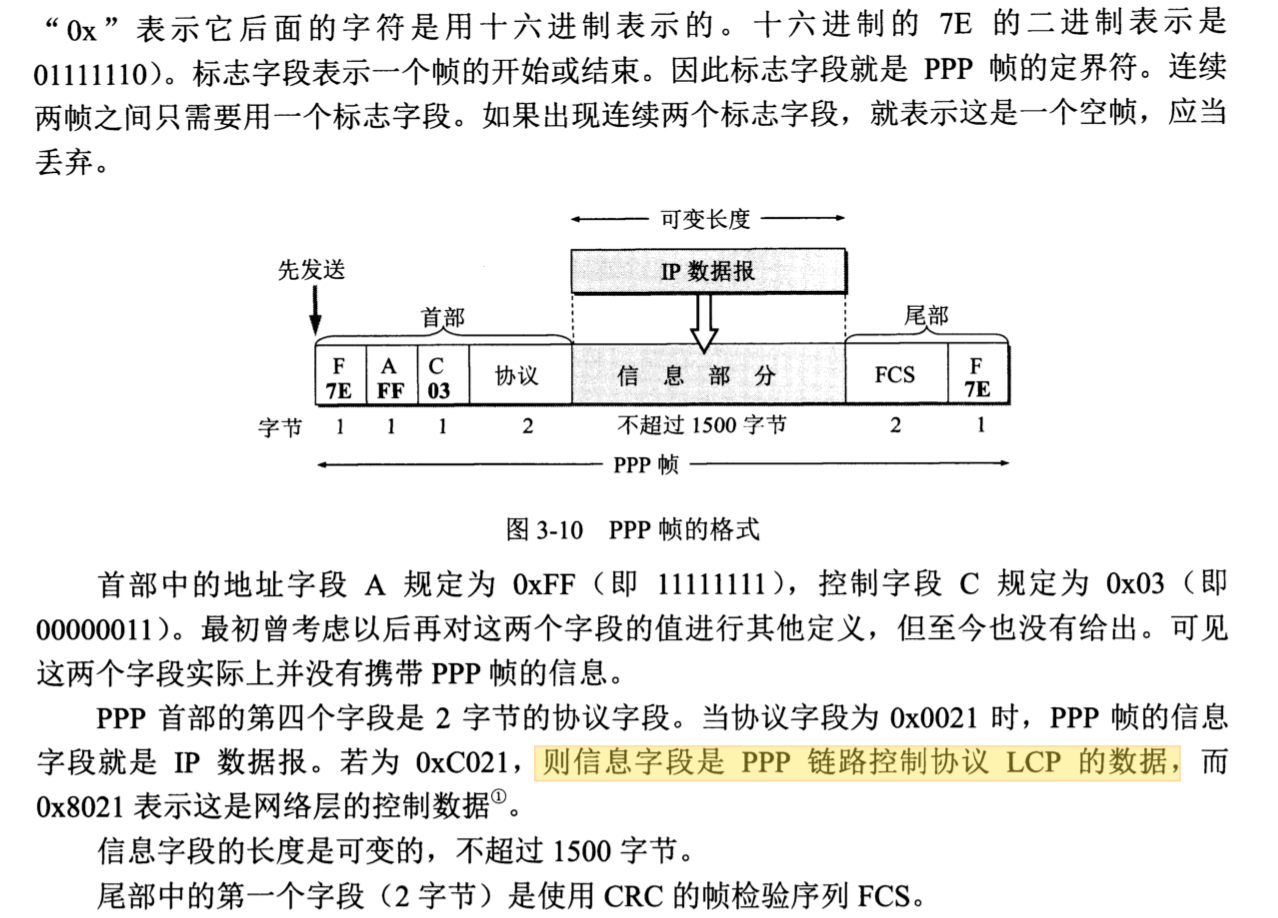 “0x”表示它后面的字符是用十六进制表示的。十六进制的 7E 的二进制表示是
01111110）。标志字段表示一个帧的开始或结束。因此标志字段就是 PPP 帧的定界符。连续
两帧之间只需要用一个标志字段。如果出现连续两个标志字段，就表示这是一个空帧，应当
丢弃。
可变长度
先发送
IP 数据报
首部
尾部
F A C 协议 信息部分 FCS F
7E FF 03 7E
字节 1 1 1 2 不超过 1500 字节 2 1
PPP 帧
图 3-10 PPP 帧的格式
首部中的地址字段 A 规定为 0xFF（即 11111111），控制字段 C 规定为 0x03（即
00000011）。最初曾考虑以后再对这两个字段的值进行其他定义，但至今也没有给出。可见
这两个字段实际上并没有携带 PPP 帧的信息。
PPP 首部的第四个字段是 2 字节的协议字段。当协议字段为 0x0021 时，PPP 帧的信息
字段就是 IP 数据报。若为 0xC021，则信息字段是 PPP 链路控制协议 LCP 的数据，而
0x8021 表示这是网络层的控制数据①。
信息字段的长度是可变的，不超过 1500 字节。
尾部中的第一个字段（2 字节）是使用 CRC 的帧检验序列 FCS。